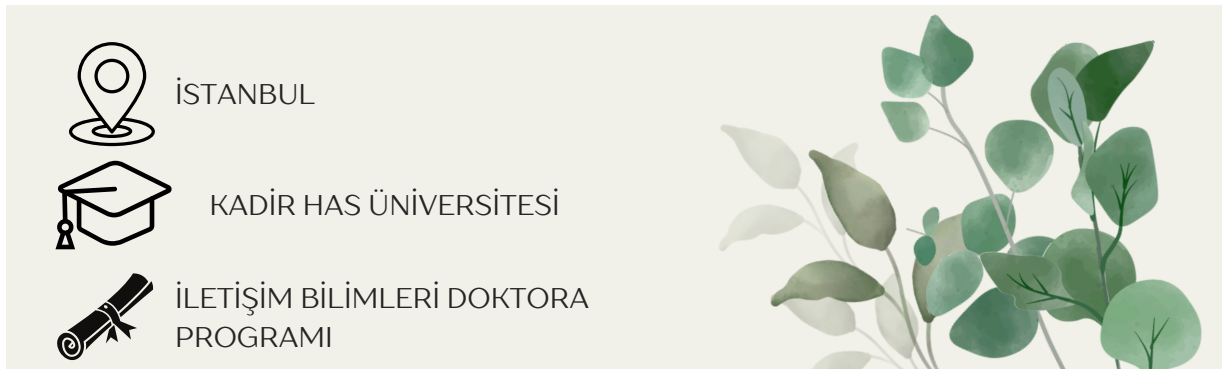 İSTANBUL
KADİR HAS ÜNİVERSİTESİ
İLETİŞİM BİLİMLERİ DOKTORA
PROGRAMI